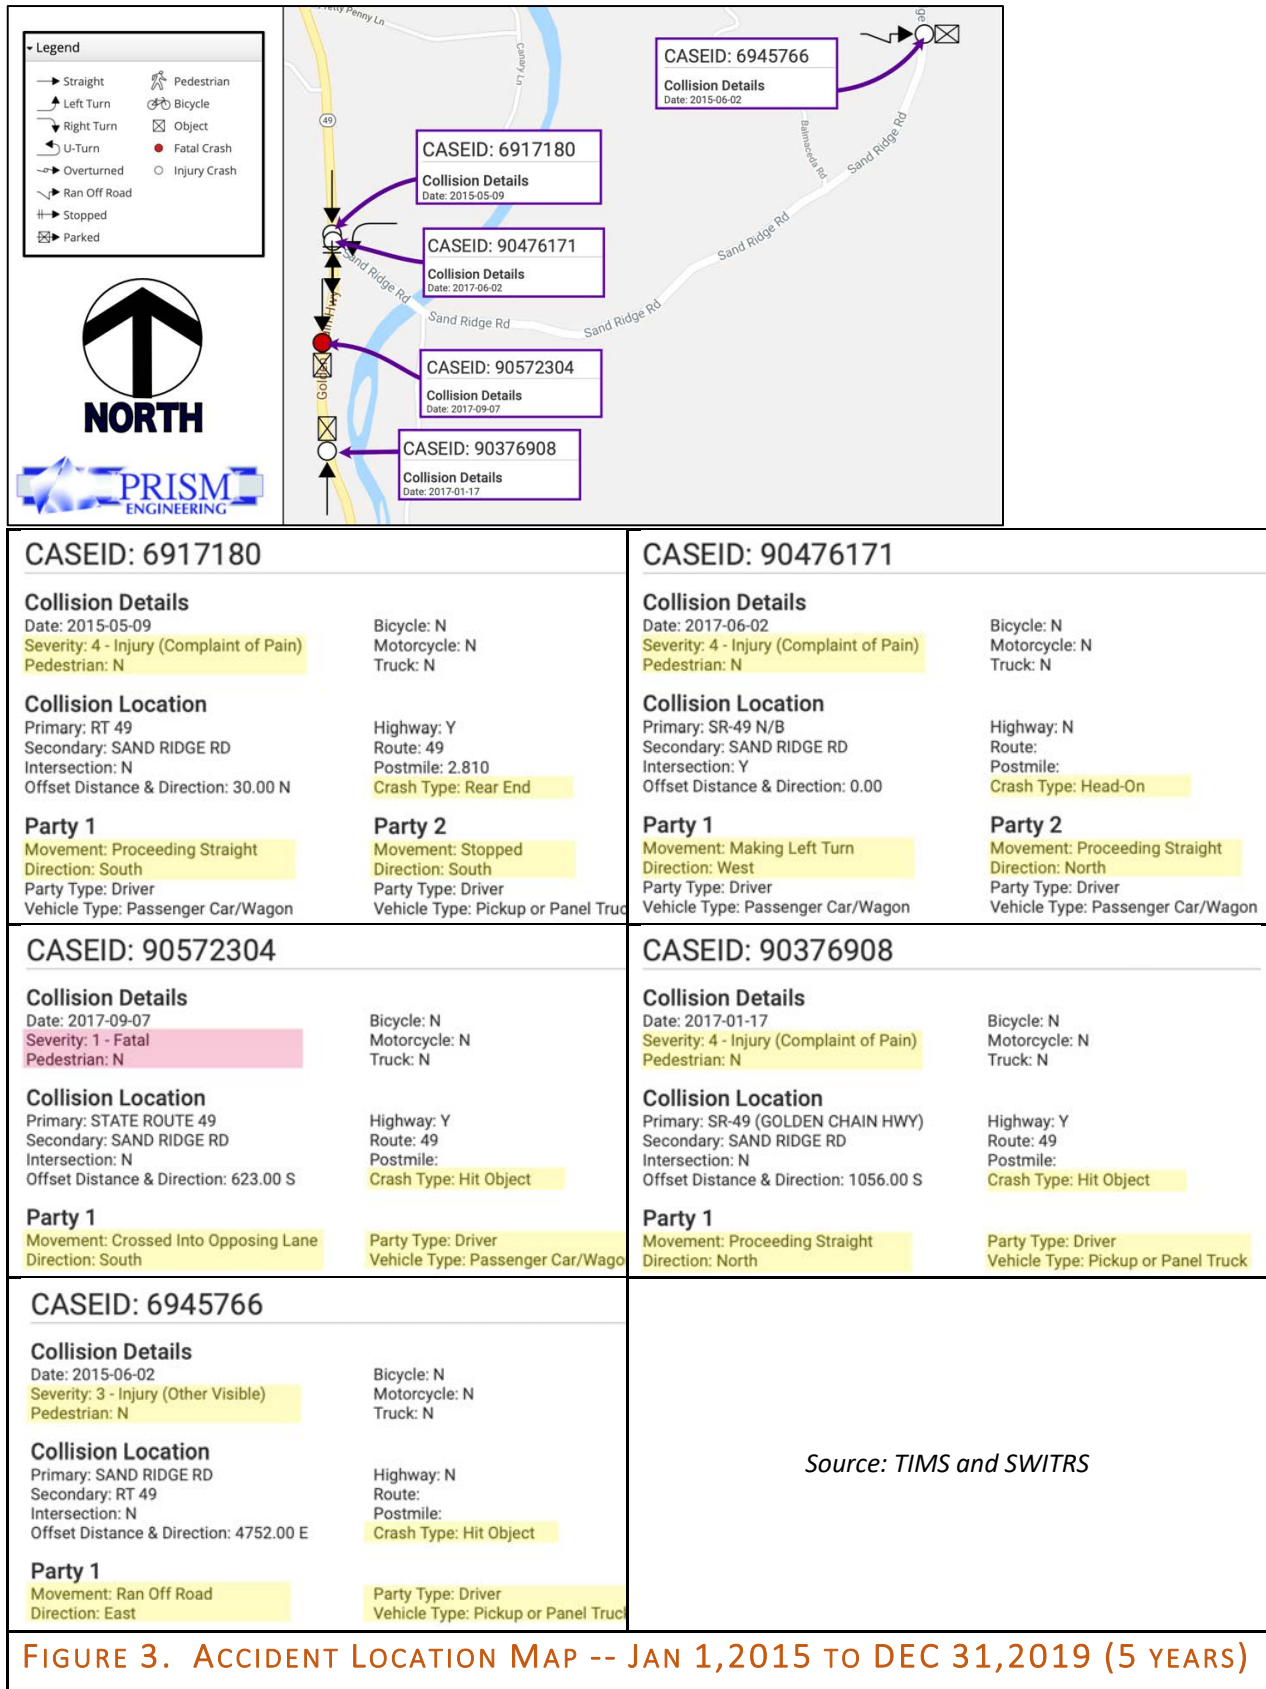 Legend
Straight
Pedestrian
Left Turn
Bicycle
Right Turn
Object
U-Turn
Fatal Crash
Overturned
Injury Crash
Ran Off Road
Stopped
Parked
NORTH
PRISM
ENGINEERING
Pretty Penny Ln
Canary Ln
49
CASEID: 6945766
Collision Details
Date: 2015-06-02
Balmaceda Rd
Sand Ridge Rd
CASEID: 6917180
Collision Details
Date: 2015-05-09
Sand Ridge Rd
CASEID: 90476171
Collision Details
Date: 2017-06-02
Sand Ridge Rd
Sand Ridge Rd
Sand Ridge Rd
CASEID: 90572304
Collision Details
Date: 2017-09-07
CASEID: 90376908
Collision Details
Date: 2017-01-17
CASEID: 6917180
Collision Details
Date: 2015-05-09
Bicycle: N
Severity: 4 - Injury (Complaint of Pain)
Motorcycle: N
Pedestrian: N
Truck: N
Collision Location
Primary: RT 49
Highway: Y
Secondary: SAND RIDGE RD
Route: 49
Intersection: N
Postmile: 2.810
Offset Distance & Direction: 30.00 N
Crash Type: Rear End
Party 1
Party 2
Movement: Proceeding Straight
Movement: Stopped
Direction: South
Direction: South
Party Type: Driver
Party Type: Driver
Vehicle Type: Passenger Car/Wagon
Vehicle Type: Pickup or Panel Truc
CASEID: 90476171
Collision Details
Date: 2017-06-02
Bicycle: N
Severity: 4 - Injury (Complaint of Pain)
Motorcycle: N
Pedestrian: N
Truck: N
Collision Location
Primary: SR-49 N/B
Highway: N
Secondary: SAND RIDGE RD
Route:
Intersection: Y
Postmile:
Offset Distance & Direction: 0.00
Crash Type: Head-On
Party 1
Party 2
Movement: Making Left Turn
Movement: Proceeding Straight
Direction: West
Direction: North
Party Type: Driver
Party Type: Driver
Vehicle Type: Passenger Car/Wagon
Vehicle Type: Passenger Car/Wagon
CASEID: 90572304
Collision Details
Date: 2017-09-07
Bicycle: N
Severity: 1 - Fatal
Motorcycle: N
Pedestrian: N
Truck: N
Collision Location
Primary: STATE ROUTE 49
Highway: Y
Secondary: SAND RIDGE RD
Route: 49
Intersection: N
Postmile:
Offset Distance & Direction: 623.00 S
Crash Type: Hit Object
Party 1
Movement: Crossed Into Opposing Lane
Party Type: Driver
Direction: South
Vehicle Type: Passenger Car/Wago
CASEID: 90376908
Collision Details
Date: 2017-01-17
Bicycle: N
Severity: 4 - Injury (Complaint of Pain)
Motorcycle: N
Pedestrian: N
Truck: N
Collision Location
Primary: SR-49 (GOLDEN CHAIN HWY)
Highway: Y
Secondary: SAND RIDGE RD
Route: 49
Intersection: N
Postmile:
Offset Distance & Direction: 1056.00 S
Crash Type: Hit Object
Party 1
Movement: Proceeding Straight
Party Type: Driver
Direction: North
Vehicle Type: Pickup or Panel Truck
CASEID: 6945766
Collision Details
Date: 2015-06-02
Bicycle: N
Severity: 3 - Injury (Other Visible)
Motorcycle: N
Pedestrian: N
Truck: N
Collision Location
Primary: SAND RIDGE RD
Highway: N
Secondary: RT 49
Route:
Intersection: N
Postmile:
Offset Distance & Direction: 4752.00 E
Crash Type: Hit Object
Party 1
Movement: Ran Off Road
Party Type: Driver
Direction: East
Vehicle Type: Pickup or Panel Truc
Source: TIMS and SWITRS
FIGURE 3. ACCIDENT LOCATION MAP -- JAN 1,2015 TO DEC 31,2019 (5 YEARS)